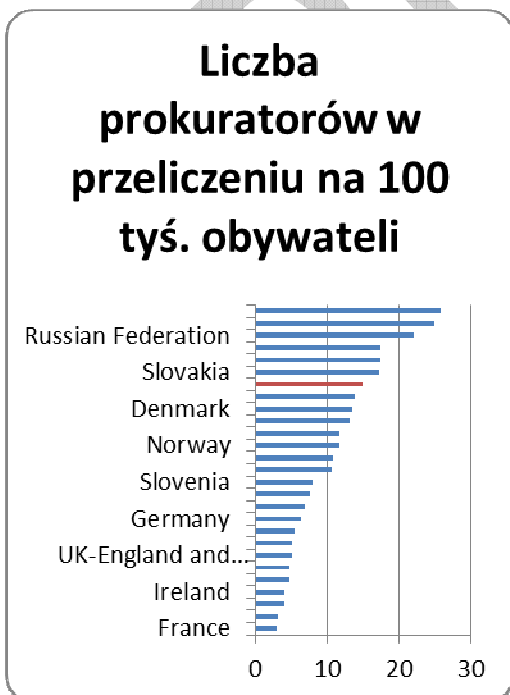 Liczba
prokuratorów w
przeliczeniu na 100
tyś. obywateli
Russian Federation
Slovakia
Denmark
Norway
Slovenia
Germany
UK-England and...
Ireland
France
0 10 20 30